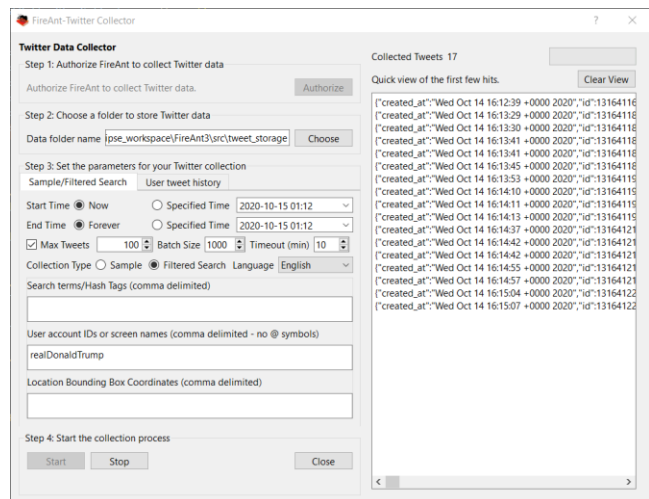 FireAnt-Twitter Collector
Twitter Data Collector
Step 1: Authorize FireAnt to collect Twitter data
Authorize FireAnt to collect Twitter data. Authorize
Step 2: Choose a folder to store Twitter data
Data folder name ipse_workspace\FireAnt3\src\tweet_storage Choose
Step 3: Set the parameters for your Twitter collection
Sample/Filtered Search User tweet history
Start Time Now Specified Time 2020-10-15 01:12
End Time Forever Specified Time 2020-10-15 01:12
Max Tweets 100 Batch Size 1000 Timeout (min) 10
Collection Type Sample Filtered Search Language English
Search terms/Hash Tags (comma delimited)
User account IDs or screen names (comma delimited - no @ symbols)
realDonaldTrump
Location Bounding Box Coordinates (comma delimited)
Step 4: Start the collection process
Start Stop Close
Collected Tweets 17
Quick view of the first few hits. Clear View
{"created_at":"Wed Oct 14 16:12:39 +0000 2020","id":13164116
{"created_at":"Wed Oct 14 16:13:29 +0000 2020","id":13164118
{"created_at":"Wed Oct 14 16:13:30 +0000 2020","id":13164118
{"created_at":"Wed Oct 14 16:13:41 +0000 2020","id":13164118
{"created_at":"Wed Oct 14 16:13:41 +0000 2020","id":13164118
{"created_at":"Wed Oct 14 16:13:45 +0000 2020","id":13164118
{"created_at":"Wed Oct 14 16:13:53 +0000 2020","id":13164119
{"created_at":"Wed Oct 14 16:14:10 +0000 2020","id":13164119
{"created_at":"Wed Oct 14 16:14:11 +0000 2020","id":13164119
{"created_at":"Wed Oct 14 16:14:13 +0000 2020","id":13164119
{"created_at":"Wed Oct 14 16:14:37 +0000 2020","id":13164121
{"created_at":"Wed Oct 14 16:14:42 +0000 2020","id":13164121
{"created_at":"Wed Oct 14 16:14:42 +0000 2020","id":13164121
{"created_at":"Wed Oct 14 16:14:55 +0000 2020","id":13164121
{"created_at":"Wed Oct 14 16:14:57 +0000 2020","id":13164121
{"created_at":"Wed Oct 14 16:15:04 +0000 2020","id":13164122
{"created_at":"Wed Oct 14 16:15:07 +0000 2020","id":13164122